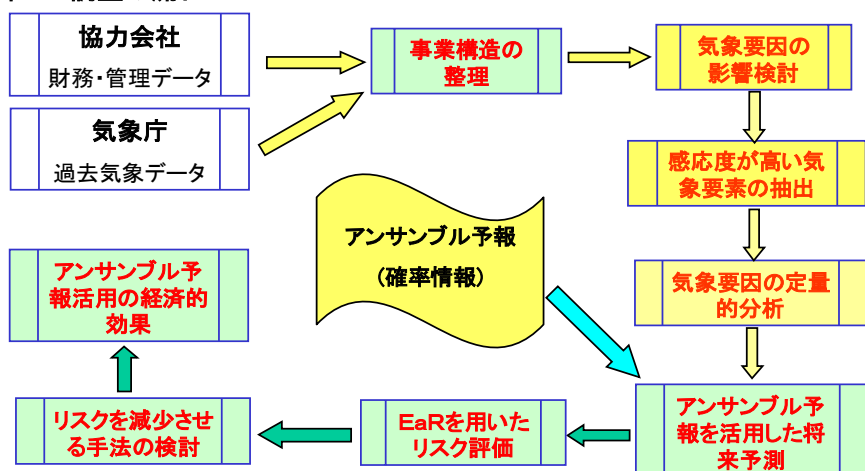 協力会社
財務・管理データ
気象庁
過去気象データ
事業構造の
整理
気象要因の
影響検討
感応度が高い気
象要素の抽出
気象要因の定量
的分析
アンサンブル予報
(確率情報)
アンサンブル予
報を活用した将
来予測
EaRを用いた
リスク評価
リスクを減少させ
る手法の検討
アンサンブル予
報活用の経済的
効果